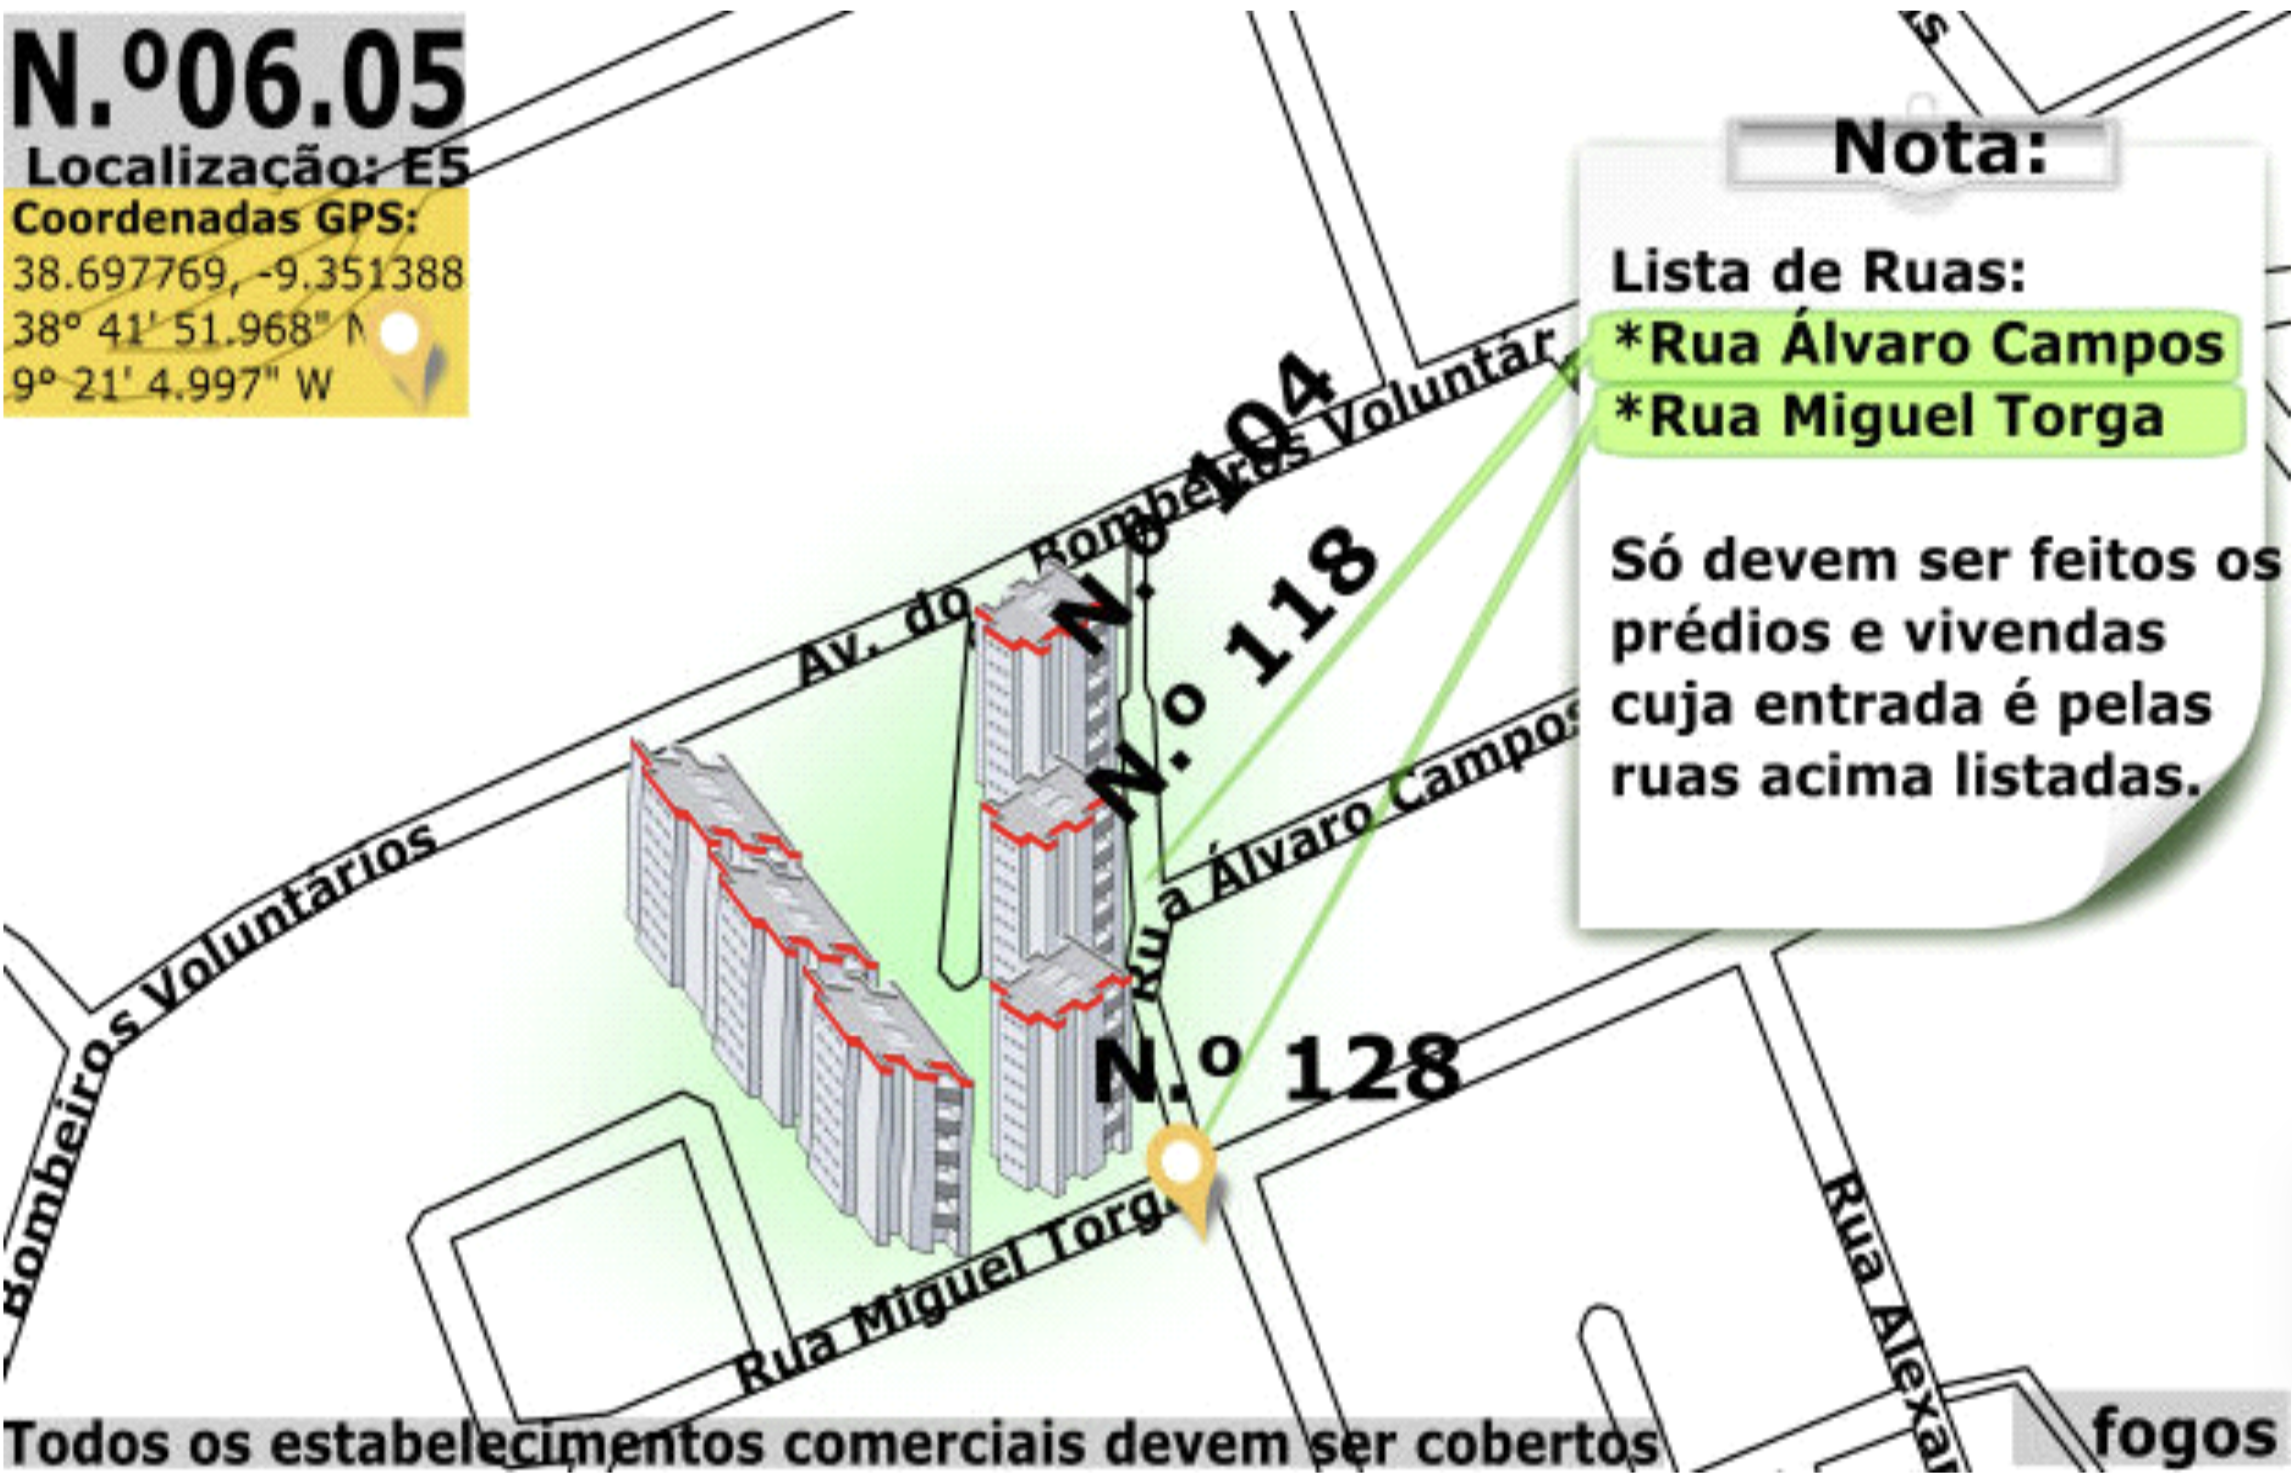 N.º06.05
Localização: E5
Coordenadas GPS:
38.697769, -9.351388
38° 41' 51.968" N
9° 21' 4.997" W
Nota:
Lista de Ruas:
*Rua Álvaro Campos
*Rua Miguel Torga
Só devem ser feitos os
prédios e vivendas
cuja entrada é pelas
ruas acima listadas.
N.º 104
N.º 118
N.º 128
Av. do
Bombeiros Voluntár
Bombeiros Voluntários
Rua Álvaro Campos
Rua Miguel Torga
Rua Alexan
Todos os estabelecimentos comerciais devem ser cobertos
fogos